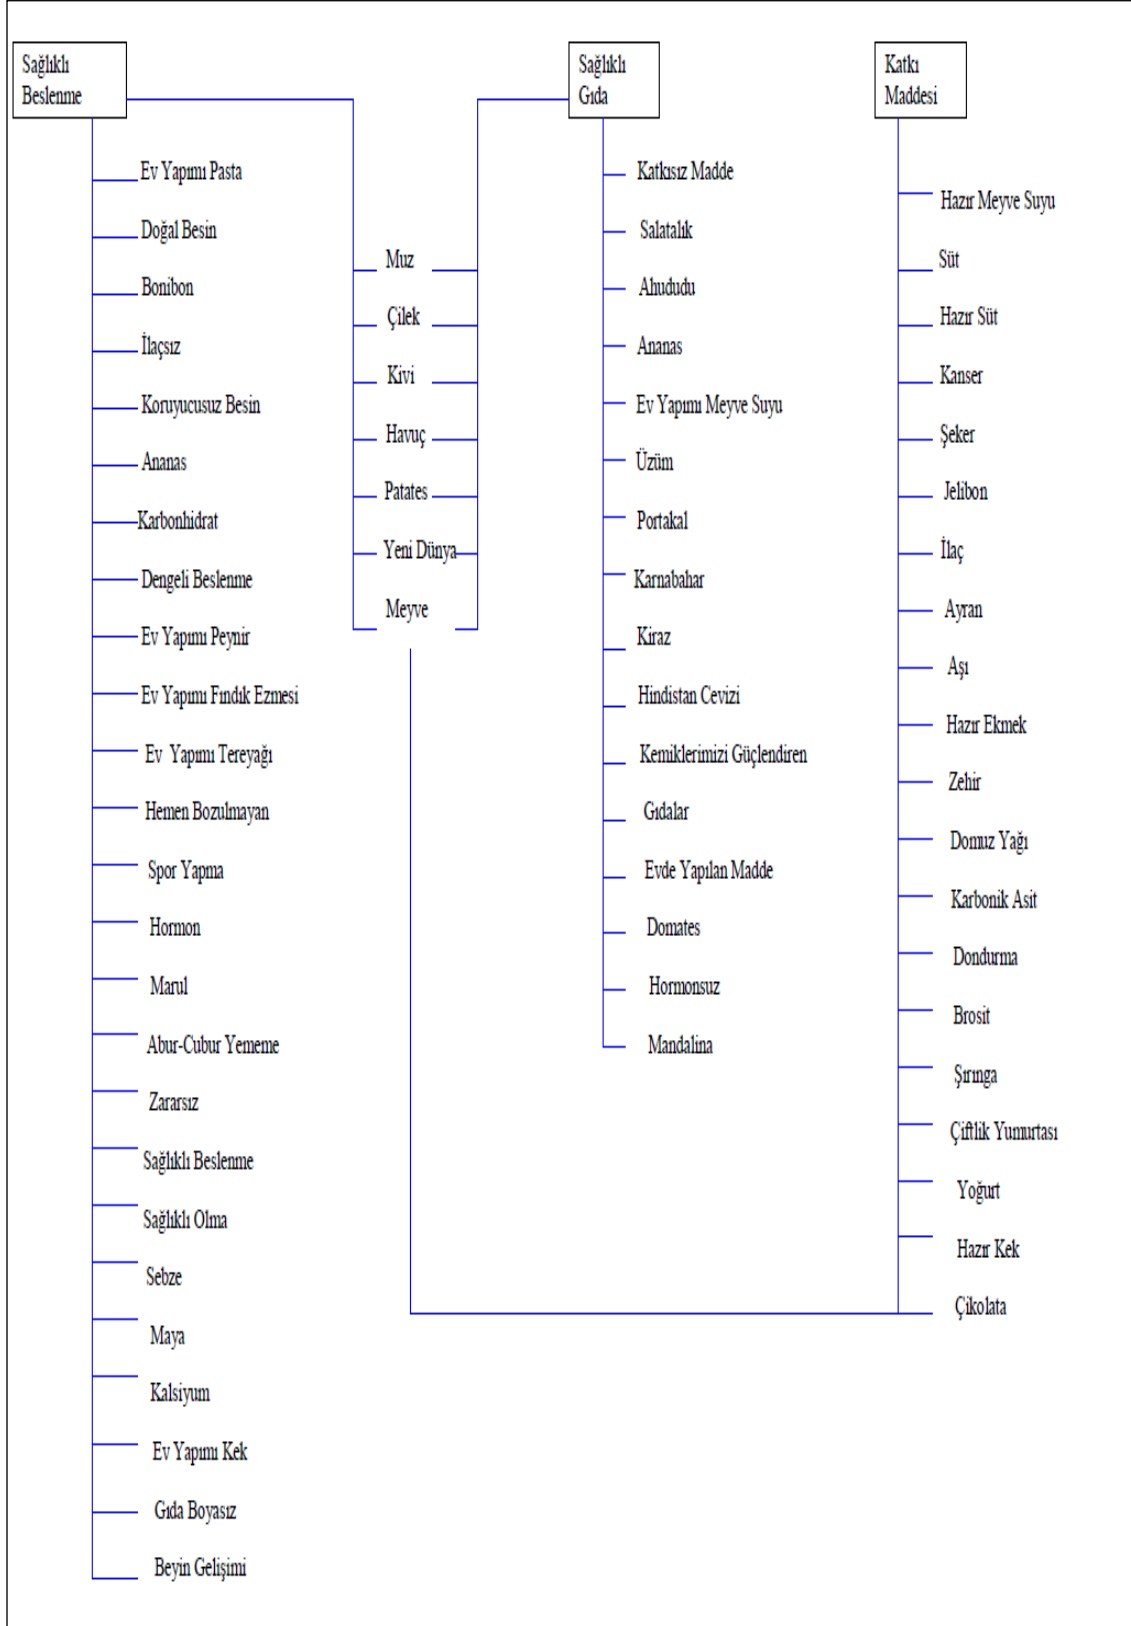 Sağlıklı
Beslenme
Ev Yapımı Pasta
Doğal Besin
Bonibon
İlaçsız
Koruyucusuz Besin
Ananas
Karbonhidrat
Dengeli Beslenme
Ev Yapımı Peynir
Ev Yapımı Fındık Ezmesi
Ev Yapımı Tereyağı
Hemen Bozulmayan
Spor Yapma
Hormon
Marul
Abur-Cubur Yememe
Zararsız
Sağlıklı Beslenme
Sağlıklı Olma
Sebze
Maya
Kalsiyum
Ev Yapımı Kek
Gıda Boyasız
Beyin Gelişimi
Muz
Çilek
Kivi
Havuç
Patates
Yeni Dünya
Meyve
Sağlıklı
Gıda
Katkısız Madde
Salatalık
Ahududu
Ananas
Ev Yapımı Meyve Suyu
Üzüm
Portakal
Karnabahar
Kiraz
Hindistan Cevizi
Kemiklerimizi Güçlendiren
Gıdalar
Evde Yapılan Madde
Domates
Hormonsuz
Mandalina
Katkı
Maddesi
Hazır Meyve Suyu
Süt
Hazır Süt
Kanser
Şeker
Jelibon
İlaç
Ayran
Aşı
Hazır Ekmek
Zehir
Domuz Yağı
Karbonik Asit
Dondurma
Brosit
Şırınga
Çiftlik Yumurtası
Yoğurt
Hazır Kek
Çikolata